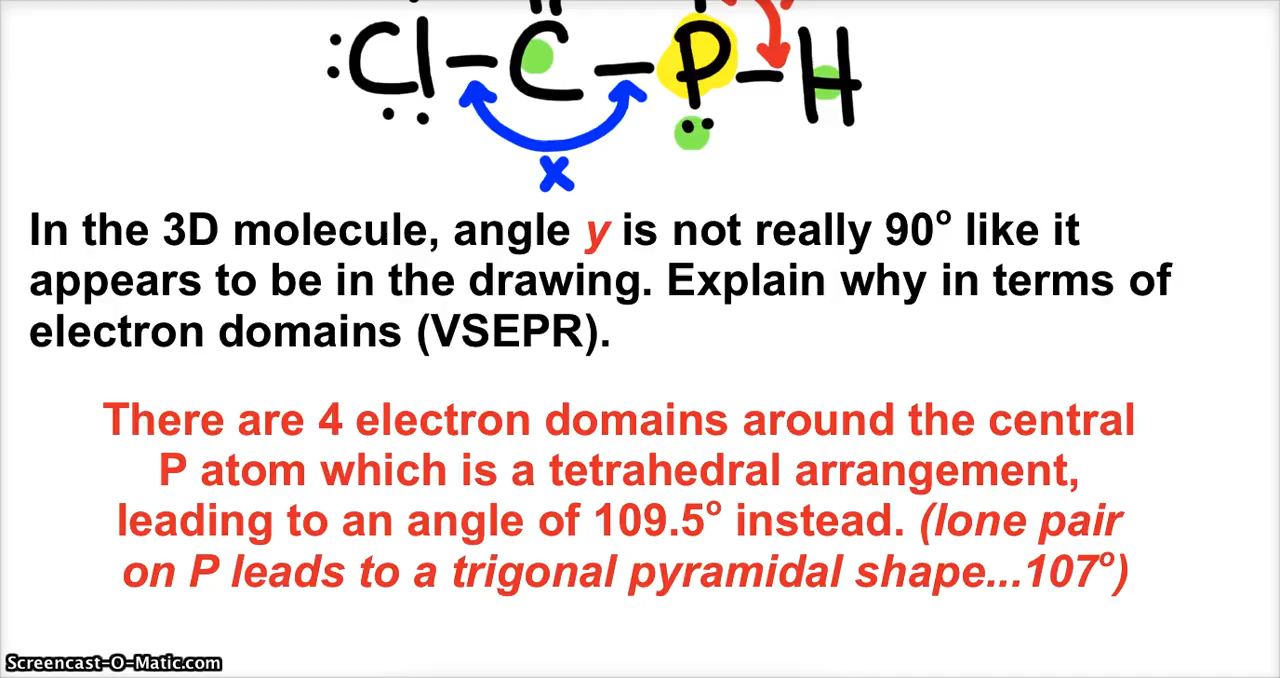 Cl - C - P - H
x
In the 3D molecule, angle y is not really 90° like it
appears to be in the drawing. Explain why in terms of
electron domains (VSEPR).
There are 4 electron domains around the central
P atom which is a tetrahedral arrangement,
leading to an angle of 109.5° instead. (lone pair
on P leads to a trigonal pyramidal shape...107°)
Screencast-O-Matic.com